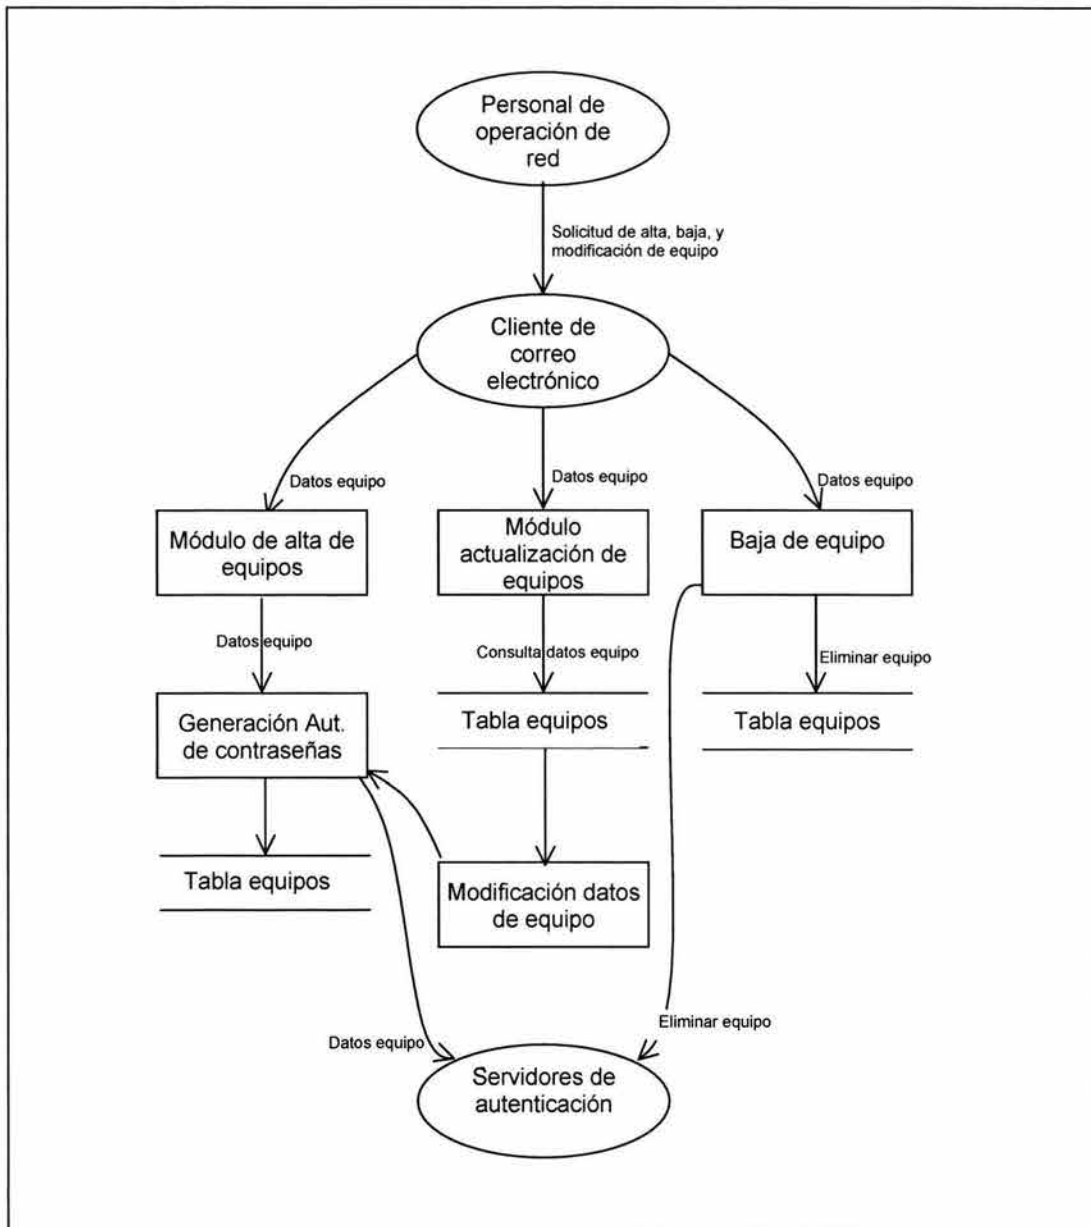 Personal de
operación de
red
Solicitud de alta, baja, y
modificación de equipo
Cliente de
correo
electrónico
Datos equipo
Datos equipo
Datos equipo
Módulo de alta de
equipos
Módulo
actualización de
equipos
Baja de equipo
Datos equipo
Consulta datos equipo
Eliminar equipo
Generación Aut.
de contraseñas
Tabla equipos
Tabla equipos
Tabla equipos
Modificación datos
de equipo
Eliminar equipo
Datos equipo
Servidores de
autenticación